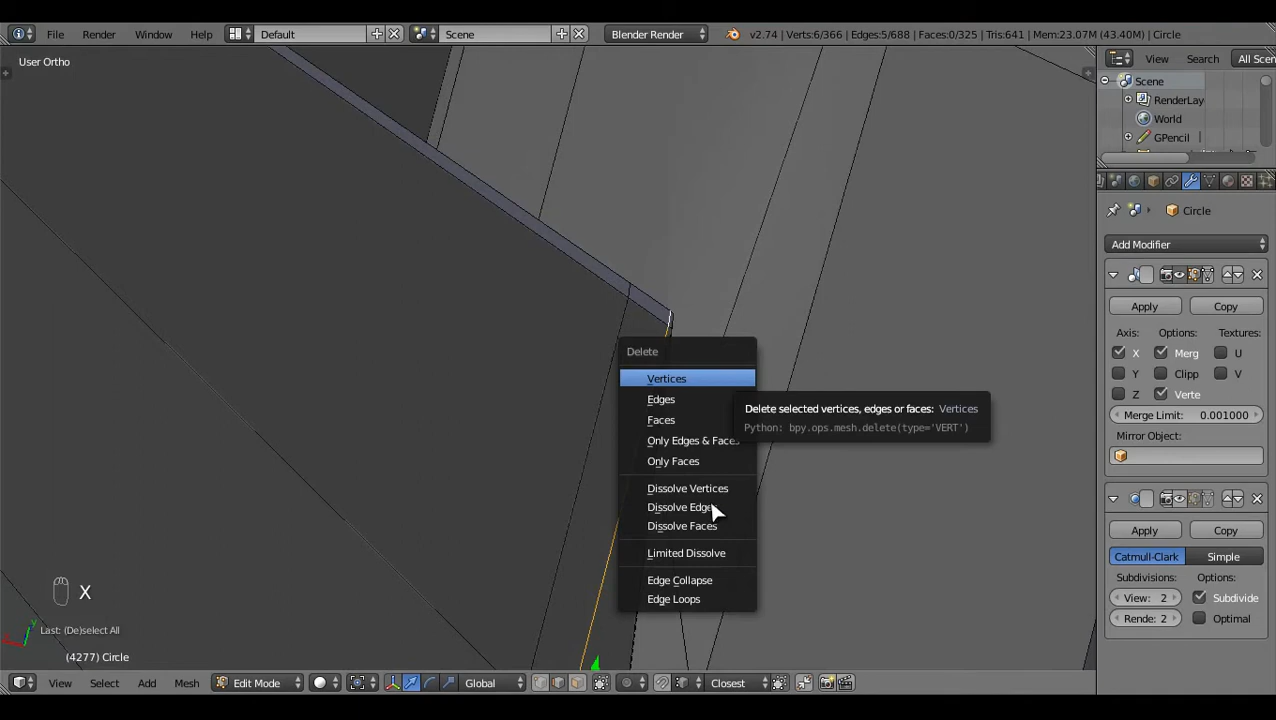 File Render Window Help Default Scene Blender Render v2.74 | Verts:6/366 | Edges:5/688 | Faces:0/325 | Tris:641 | Mem:23.07M (43.40M) | Circle
User Ortho
View Search All Scen
Scene
RenderLay
World
GPencil
Circle
Add Modifier
Apply Copy
Axis: Options: Textures:
X Merg U
Y Clipp V
Z Verte
Merge Limit: 0.001000
Mirror Object:
Apply Copy
Catmull-Clark Simple
Subdivisions: Options:
View: 2 Subdivide
Rende: 2 Optimal
Delete
Vertices
Edges
Faces
Only Edges & Faces
Only Faces
Dissolve Vertices
Dissolve Edges
Dissolve Faces
Limited Dissolve
Edge Collapse
Edge Loops
Delete selected vertices, edges or faces: Vertices
Python: bpy.ops.mesh.delete(type='VERT')
X
Last: (De)select All
(4277) Circle
View Select Add Mesh Edit Mode Global Closest